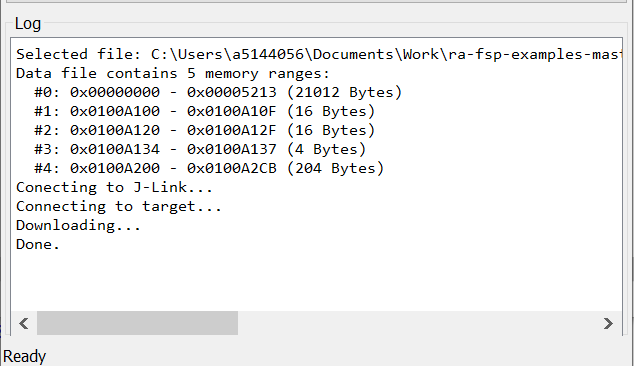 Log
Selected file: C:\Users\a5144056\Documents\Work\ra-fsp-examples-mast
Data file contains 5 memory ranges:
#0: 0x00000000 - 0x00005213 (21012 Bytes)
#1: 0x0100A100 - 0x0100A10F (16 Bytes)
#2: 0x0100A120 - 0x0100A12F (16 Bytes)
#3: 0x0100A134 - 0x0100A137 (4 Bytes)
#4: 0x0100A200 - 0x0100A2CB (204 Bytes)
Conecting to J-Link...
Connecting to target...
Downloading...
Done.
Ready